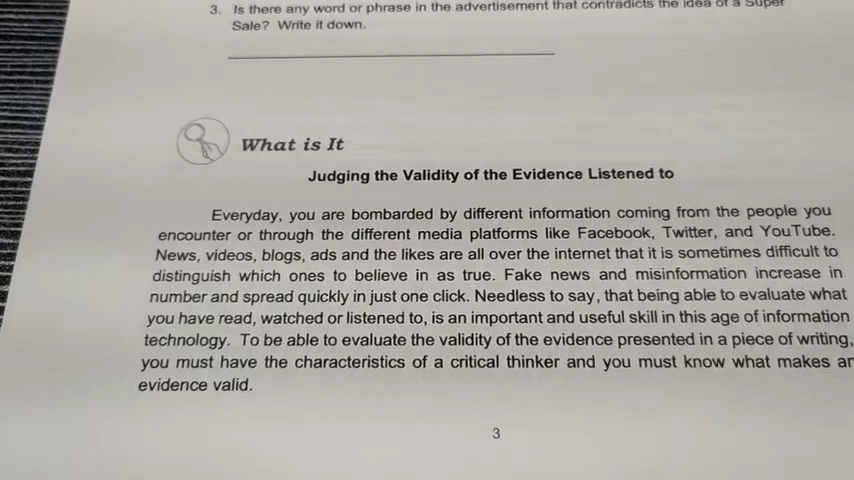 3. Is there any word or phrase in the advertisement that contradicts the idea of a Super
Sale? Write it down.
What is It
Judging the Validity of the Evidence Listened to
Everyday, you are bombarded by different information coming from the people you
encounter or through the different media platforms like Facebook, Twitter, and YouTube.
News, videos, blogs, ads and the likes are all over the internet that it is sometimes difficult to
distinguish which ones to believe in as true. Fake news and misinformation increase in
number and spread quickly in just one click. Needless to say, that being able to evaluate what
you have read, watched or listened to, is an important and useful skill in this age of information
technology. To be able to evaluate the validity of the evidence presented in a piece of writing,
you must have the characteristics of a critical thinker and you must know what makes an
evidence valid.
3